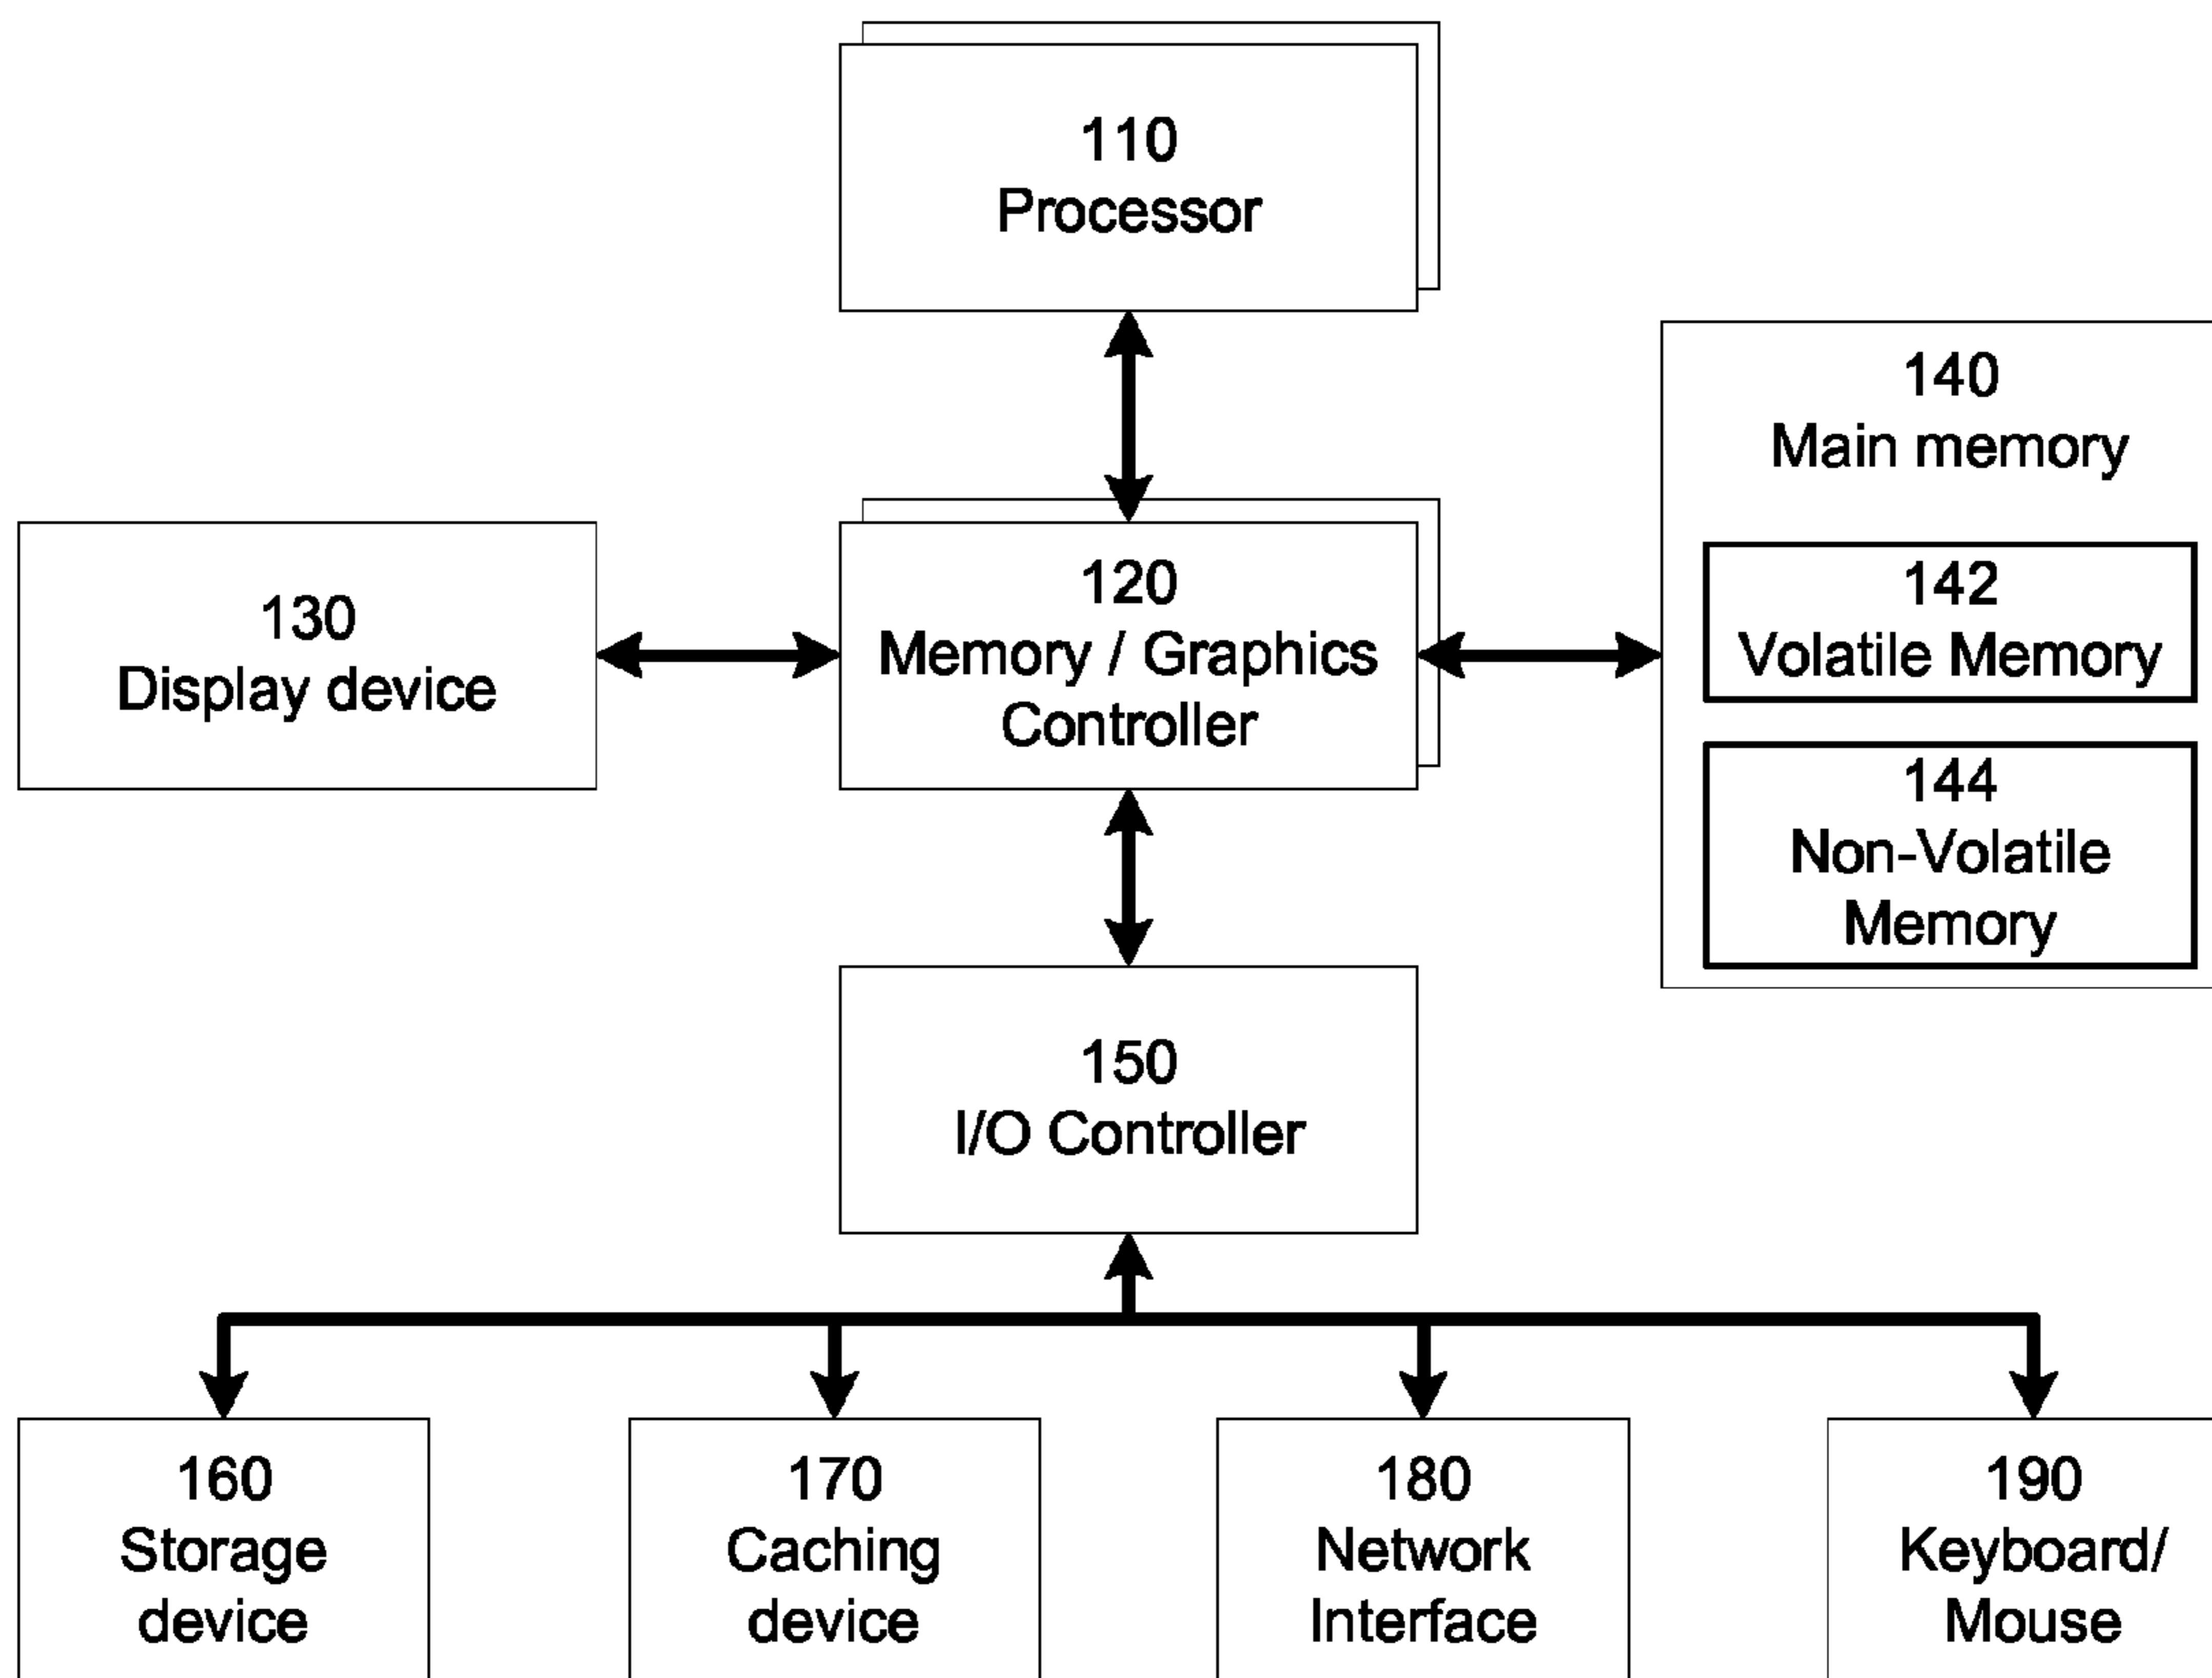 110
Processor
140
Main memory
142
Volatile Memory
144
Non-Volatile
Memory
130
Display device
120
Memory / Graphics
Controller
150
I/O Controller
160
Storage
device
170
Caching
device
180
Network
Interface
190
Keyboard/
Mouse